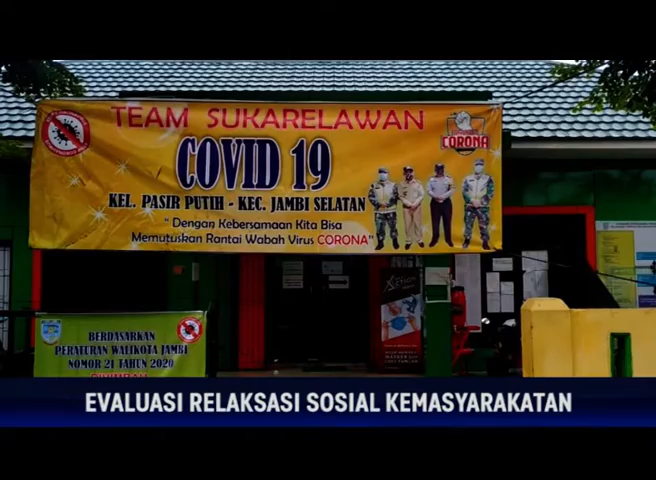 TEAM SUKARELAWAN
COVID 19
KEL. PASIR PUTIH - KEC. JAMBI SELATAN
"Dengan Kebersamaan Kita Bisa
Memutuskan Rantai Wabah Virus CORONA"
CORONA
BERDASARKAN
PERATURAN WALIKOTA JAMBI
NOMOR 21 TAHUN 2020
EVALUASI RELAKSASI SOSIAL KEMASYARAKATAN